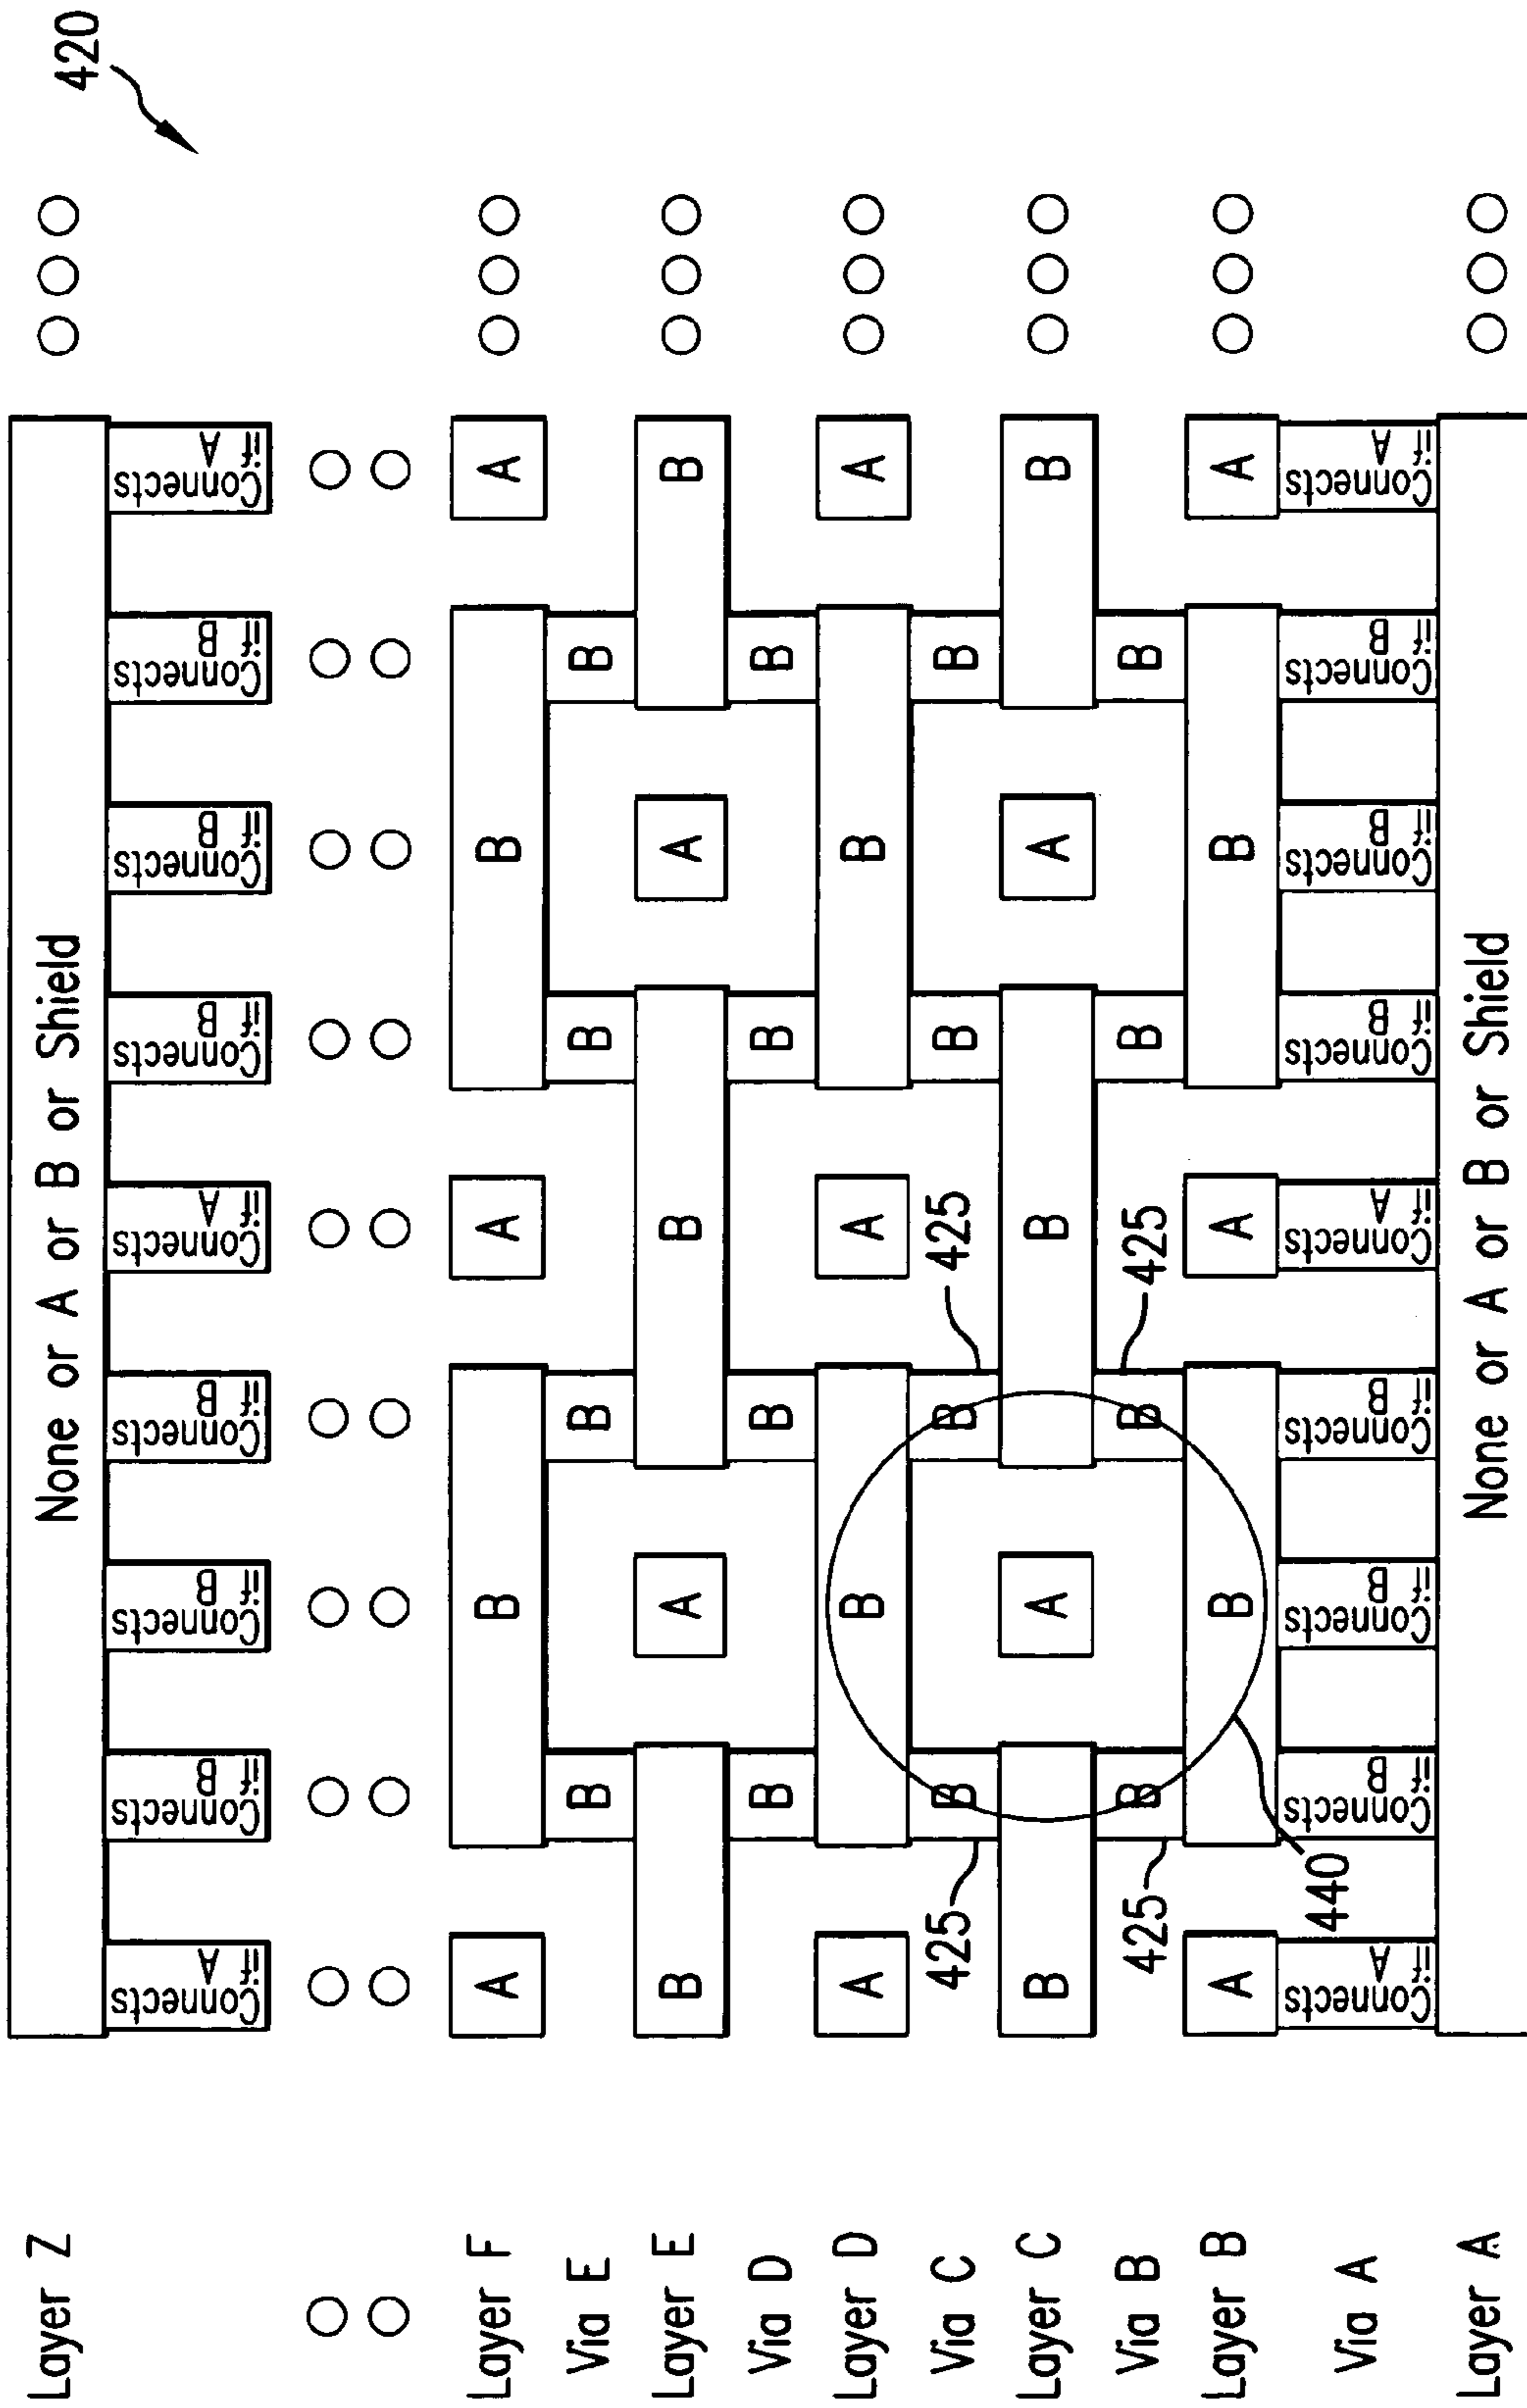 420
Layer Z
None or A or B or Shield
Connects
if A
Connects
if B
Connects
if B
Connects
if B
Connects
if A
Connects
if B
Connects
if B
Connects
if B
Connects
if A
Layer F
A
B
A
B
A
Via E
B
B
B
B
Layer E
B
A
B
A
B
Via D
B
B
B
B
Layer D
A
B
A
B
A
Via C
425
B
B
425
B
B
Layer C
B
A
B
A
B
Via B
425
B
B
425
B
B
Layer B
A
B
A
B
A
440
Via A
Connects
if A
Connects
if B
Connects
if B
Connects
if B
Connects
if A
Connects
if B
Connects
if B
Connects
if B
Connects
if A
Layer A
None or A or B or Shield